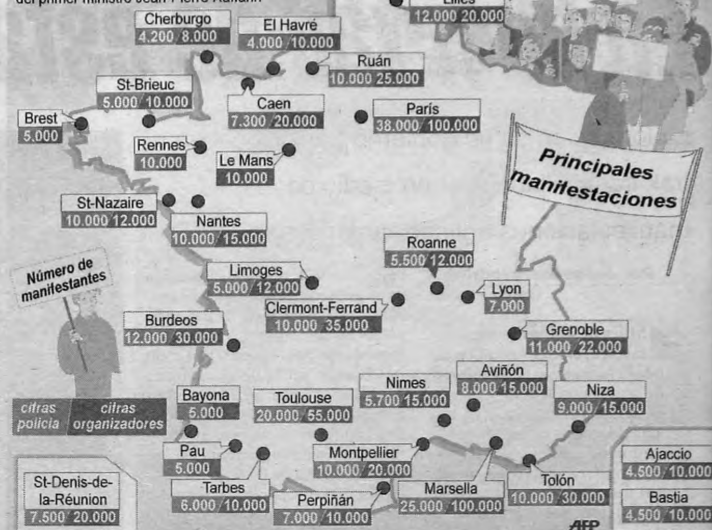 del primer ministro Jean-Pierre Raffarin
Lilles
12.000 20.000
Cherburgo
4.200 / 8.000
El Havré
4.000 / 10.000
Ruán
10.000 25.000
St-Brieuc
5.000 / 10.000
Caen
7.300 / 20.000
París
38.000 / 100.000
Brest
5.000
Rennes
10.000
Le Mans
10.000
Principales
manifestaciones
St-Nazaire
10.000 12.000
Nantes
10.000 / 15.000
Roanne
5.500 / 12.000
Número de
manifestantes
Limoges
5.000 / 12.000
Lyon
7.000
Clermont-Ferrand
10.000 35.000
Burdeos
12.000 / 30.000
Grenoble
11.000 / 22.000
Aviñón
8.000 15.000
Nimes
5.700 15.000
Niza
9.000 / 15.000
Bayona
5.000
Toulouse
20.000 / 55.000
cifras
policía
cifras
organizadores
Pau
5.000
Montpellier
10.000 / 20.000
Ajaccio
4.500 / 10.000
St-Denis-de-
la-Réunion
7.500 / 20.000
Tarbes
6.000 / 10.000
Perpiñán
7.000 / 10.000
Marsella
25.000 / 100.000
Tolón
10.000 / 30.000
Bastia
4.500 / 10.000
AFP